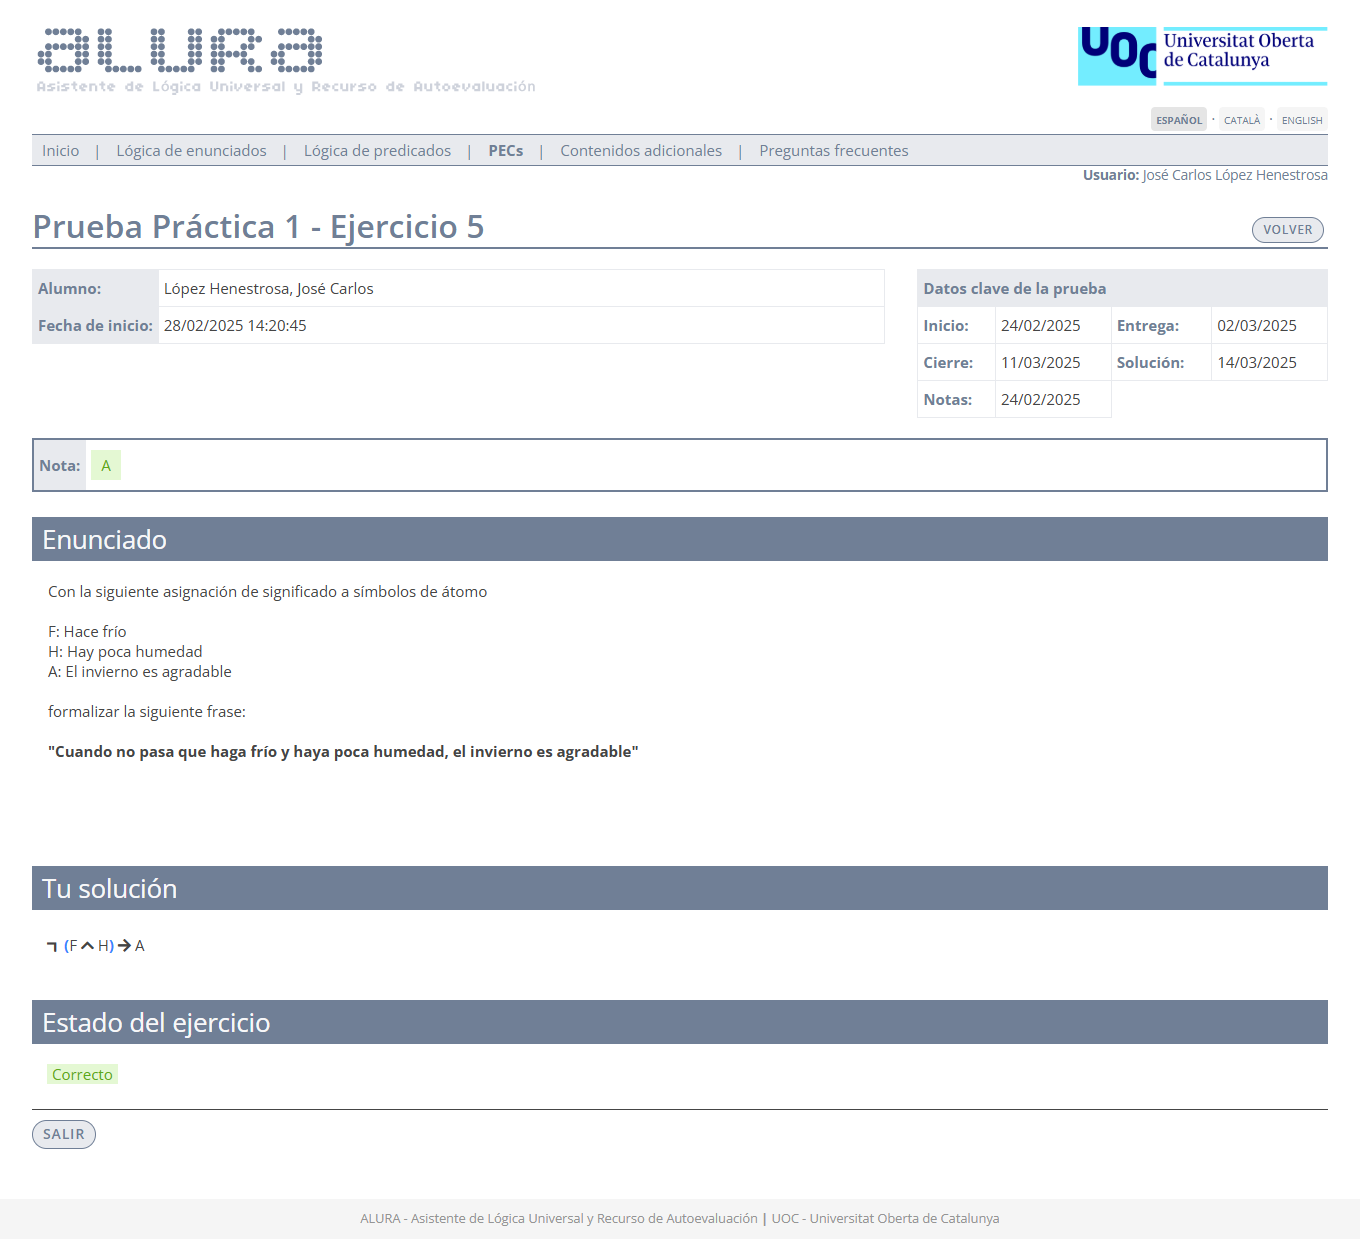 ALURA
Asistente de Lógica Universal y Recurso de Autoevaluación
UOC Universitat Oberta
de Catalunya
ESPAÑOL · CATALÀ · ENGLISH
Inicio | Lógica de enunciados | Lógica de predicados | PECs | Contenidos adicionales | Preguntas frecuentes
Usuario: José Carlos López Henestrosa
Prueba Práctica 1 - Ejercicio 5
VOLVER
Alumno: López Henestrosa, José Carlos
Fecha de inicio: 28/02/2025 14:20:45
Datos clave de la prueba
Inicio: 24/02/2025 Entrega: 02/03/2025
Cierre: 11/03/2025 Solución: 14/03/2025
Notas: 24/02/2025
Nota: A
Enunciado
Con la siguiente asignación de significado a símbolos de átomo
F: Hace frío
H: Hay poca humedad
A: El invierno es agradable
formalizar la siguiente frase:
"Cuando no pasa que haga frío y haya poca humedad, el invierno es agradable"
Tu solución
¬ (F ∧ H) → A
Estado del ejercicio
Correcto
SALIR
ALURA - Asistente de Lógica Universal y Recurso de Autoevaluación | UOC - Universitat Oberta de Catalunya